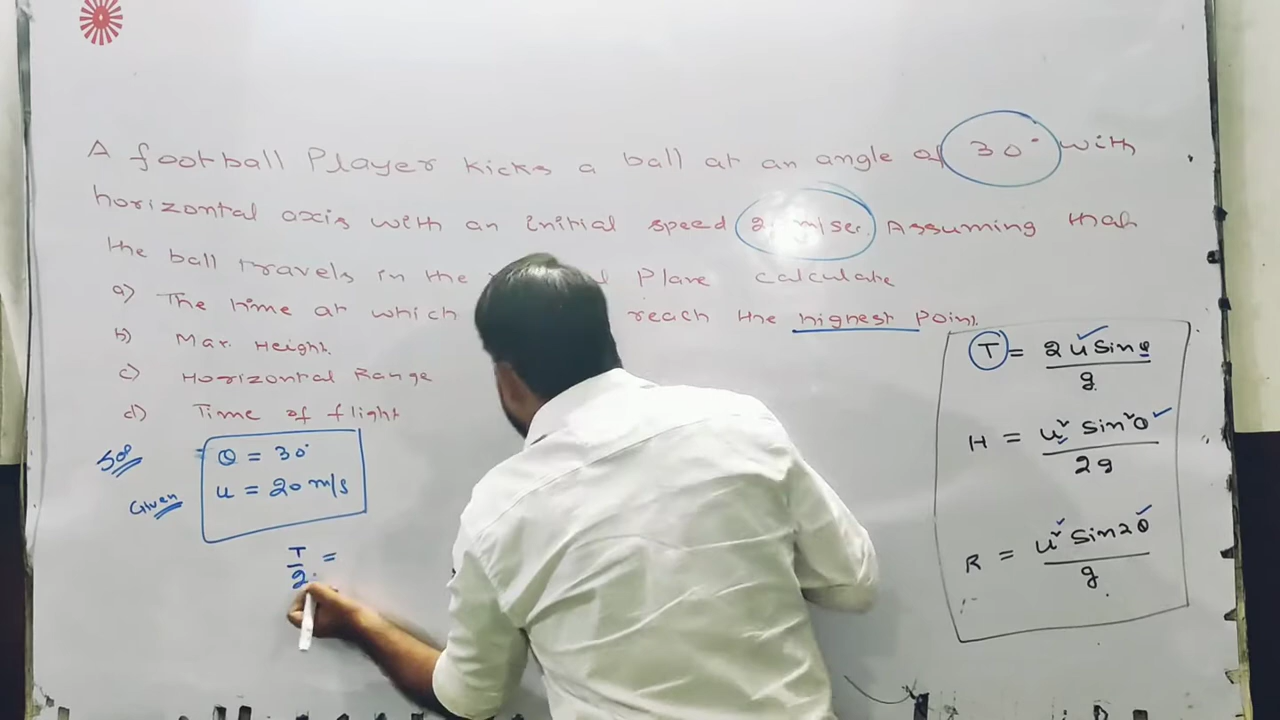 A football Player Kicks a ball at an angle of 30° with
horizontal axis with an initial speed m/sec. Assuming that
the ball travels in the Plane calculate
a) The time at which reach the highest Point.
b) Max. Height.
c) Horizontal Range
d) Time of flight
Sol
Given
θ = 30°
u = 20 m/s
T/2 =
T = 2u Sinθ / g
H = u² Sin²θ / 2g
R = u² Sin2θ / g